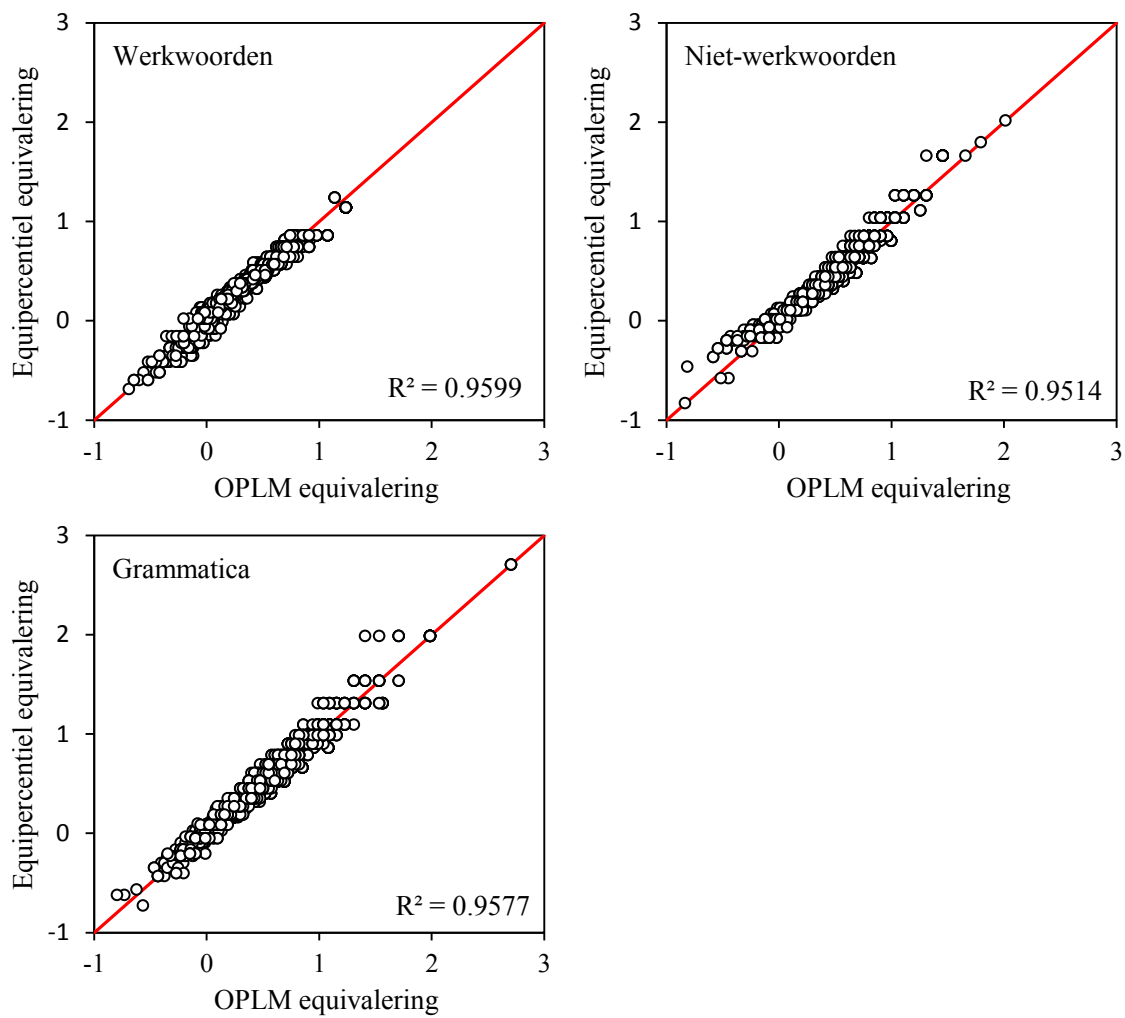 Werkwoorden
Equipercentiel equivalering
3
2
1
0
-1
R² = 0.9599
-1 0 1 2 3
OPLM equivalering
Niet-werkwoorden
Equipercentiel equivalering
3
2
1
0
-1
R² = 0.9514
-1 0 1 2 3
OPLM equivalering
Grammatica
Equipercentiel equivalering
3
2
1
0
-1
R² = 0.9577
-1 0 1 2 3
OPLM equivalering